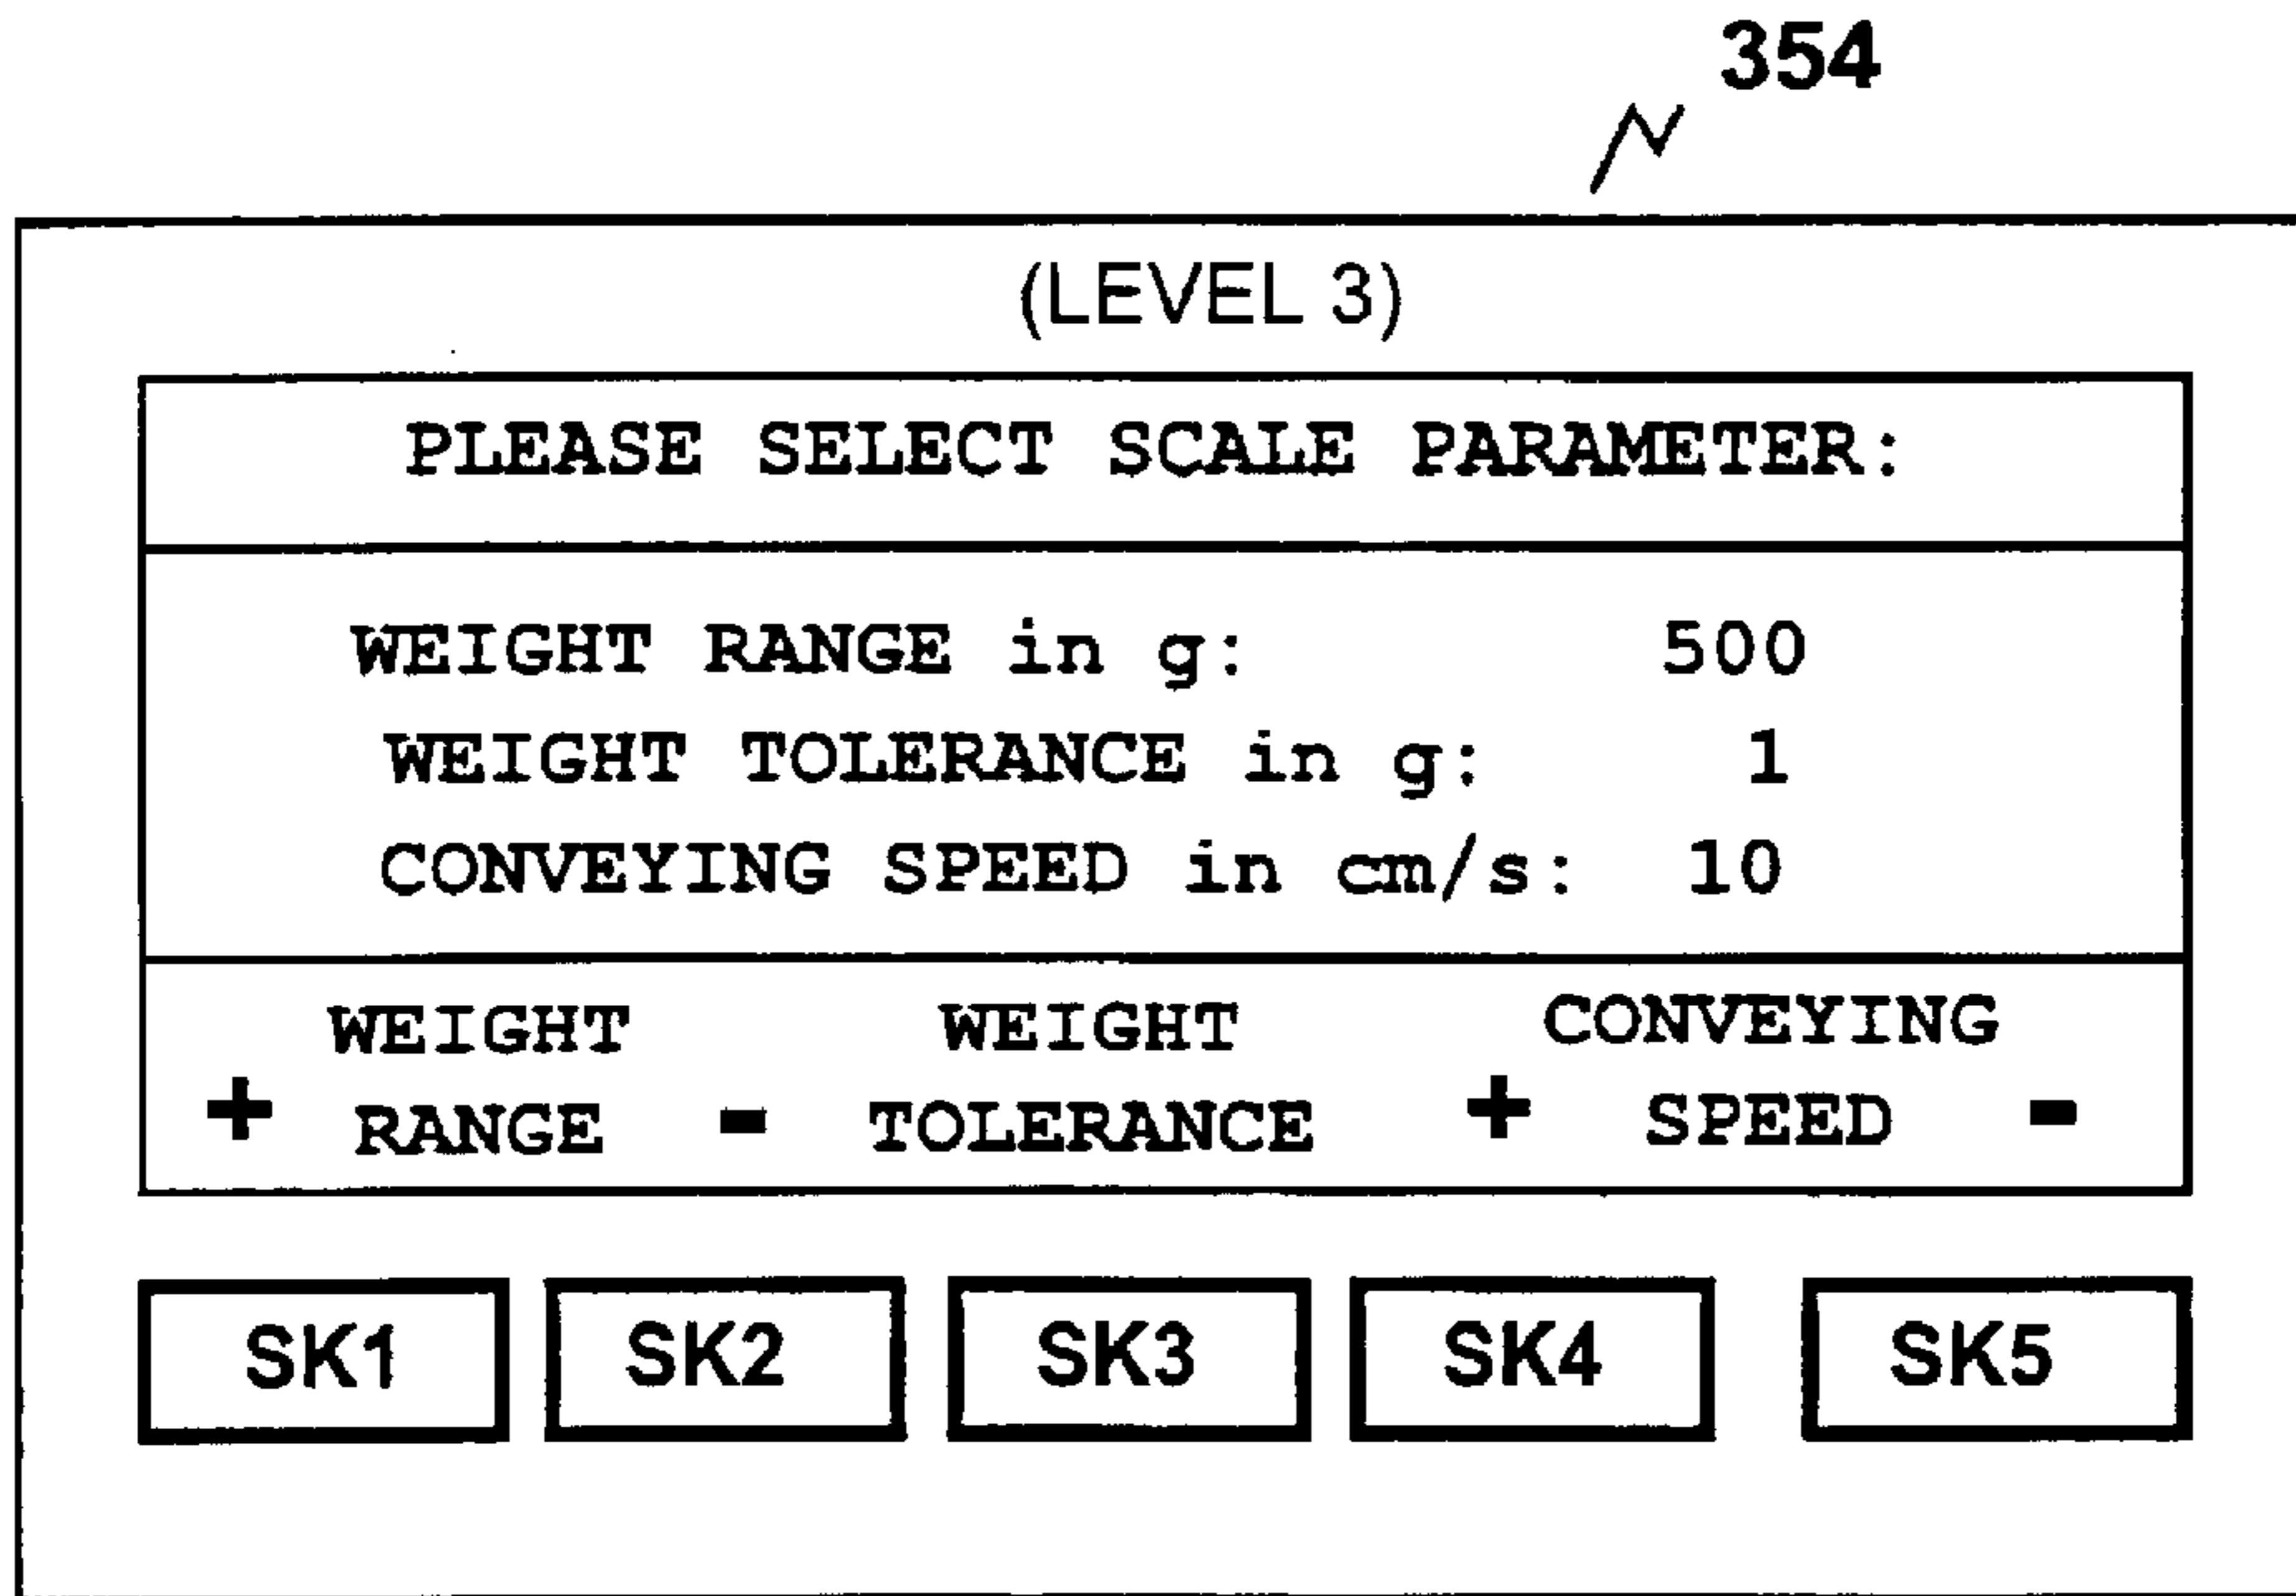 354
(LEVEL 3)
PLEASE SELECT SCALE PARAMETER:
WEIGHT RANGE in g: 500
WEIGHT TOLERANCE in g: 1
CONVEYING SPEED in cm/s: 10
WEIGHT WEIGHT CONVEYING
+ RANGE - TOLERANCE + SPEED -
SK1 SK2 SK3 SK4 SK5